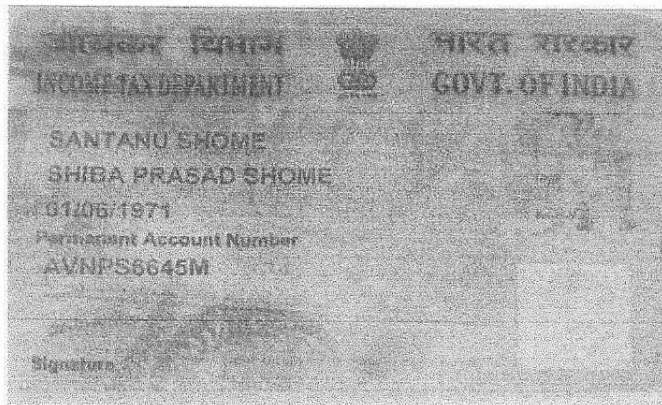 आयकर विभाग
भारत सरकार
INCOME TAX DEPARTMENT
GOVT. OF INDIA
SANTANU SHOME
SHIBA PRASAD SHOME
01/06/1971
Permanent Account Number
AVNPS6645M
Signature